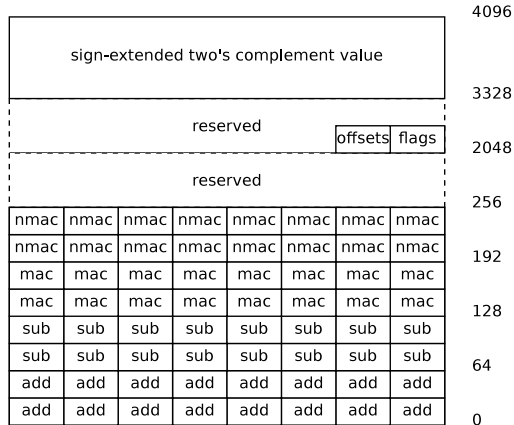 4096
sign-extended two's complement value
3328
reserved
offsets flags
2048
reserved
256
nmac nmac nmac nmac nmac nmac nmac nmac
nmac nmac nmac nmac nmac nmac nmac nmac
192
mac mac mac mac mac mac mac mac
mac mac mac mac mac mac mac mac
128
sub sub sub sub sub sub sub sub
sub sub sub sub sub sub sub sub
64
add add add add add add add add
add add add add add add add add
0